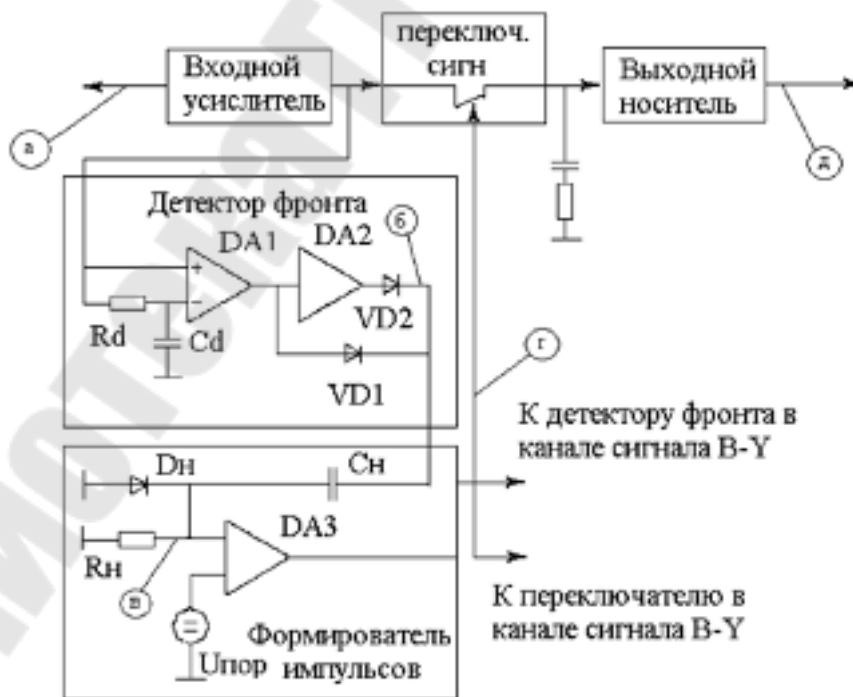 Входной
усислитель
переключ.
сигн
Выходной
носитель
а
д
Детектор фронта
б
DA1
DA2
+
−
Rd
Cd
VD2
VD1
г
К детектору фронта в
канале сигнала B-Y
Dн
Cн
DA3
Rн
в
=
Uпор
Формирователь
импульсов
К переключателю в
канале сигнала B-Y